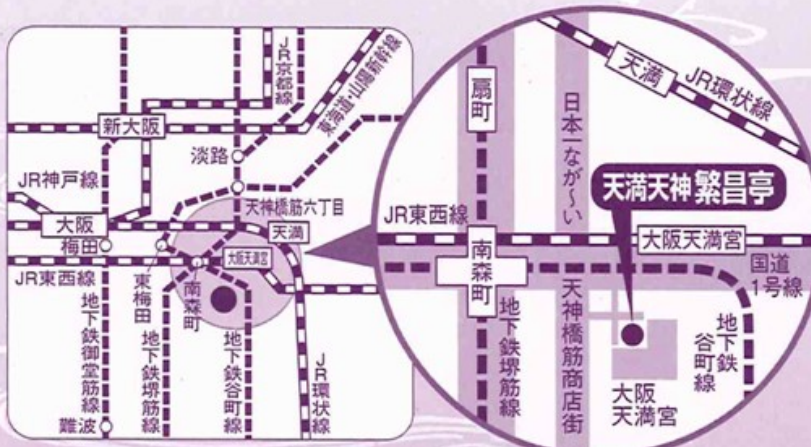 JR京都線
東海道・山陽新幹線
新大阪
淡路
JR神戸線
天神橋筋六丁目
大阪
天満
梅田
大阪天満宮
JR東西線
東梅田
南森町
地下鉄御堂筋線
地下鉄堺筋線
地下鉄谷町線
JR環状線
難波
扇町
日本一なが〜い
天神橋筋商店街
天満
JR環状線
天満天神繁昌亭
JR東西線
大阪天満宮
南森町
国道
1号線
地下鉄堺筋線
地下鉄
谷町線
大阪
天満宮